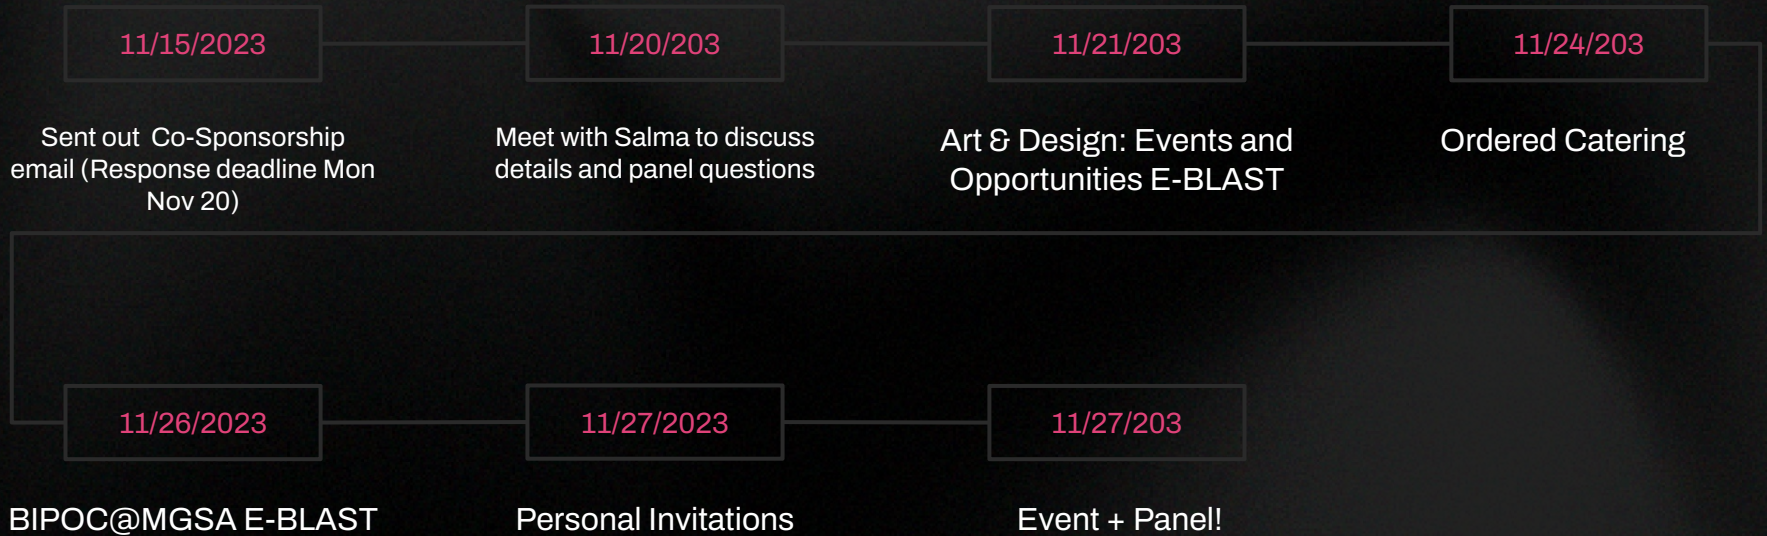 11/15/2023
11/20/203
11/21/203
11/24/203
Sent out  Co-Sponsorship
email (Response deadline Mon
Nov 20)
Meet with Salma to discuss
details and panel questions
Art & Design: Events and
Opportunities E-BLAST
Ordered Catering
11/26/2023
11/27/2023
11/27/203
BIPOC@MGSA E-BLAST
Personal Invitations
Event + Panel!